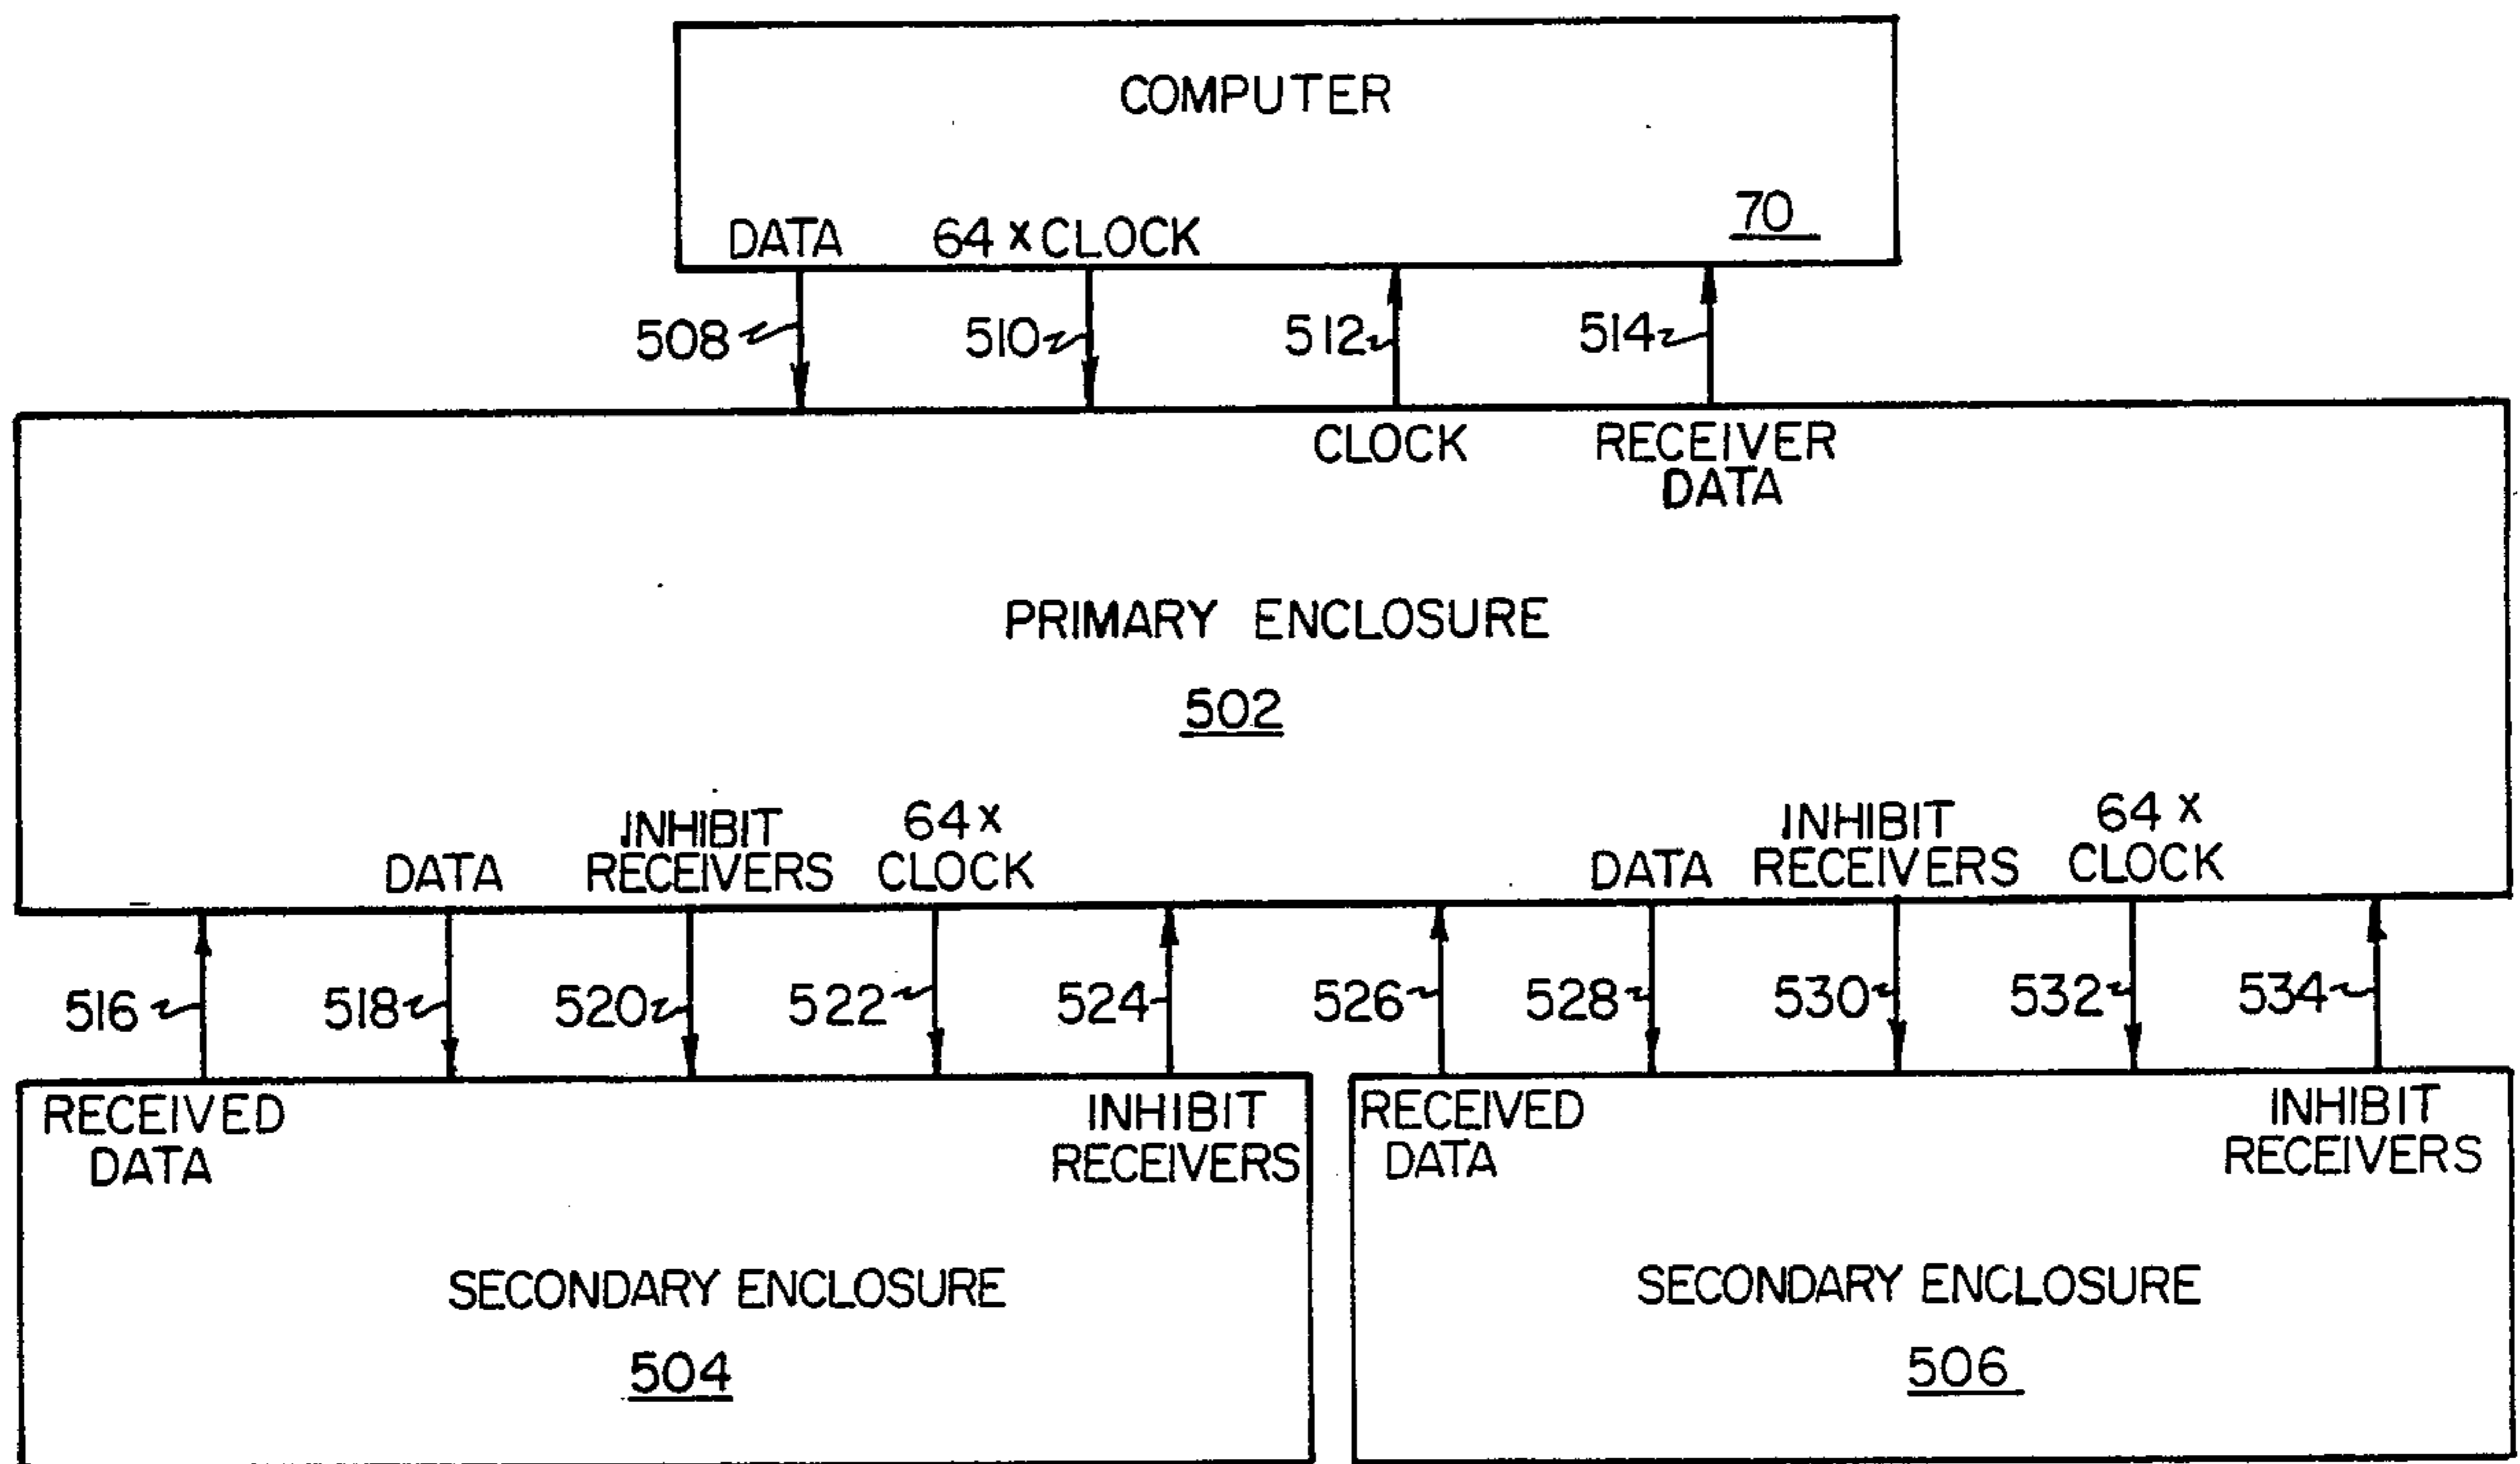 COMPUTER
70
DATA 64 x CLOCK
508 510 512 514
CLOCK RECEIVER
DATA
PRIMARY ENCLOSURE
502
INHIBIT 64 x INHIBIT 64 x
DATA RECEIVERS CLOCK DATA RECEIVERS CLOCK
516 518 520 522 524 526 528 530 532 534
RECEIVED INHIBIT RECEIVED INHIBIT
DATA RECEIVERS DATA RECEIVERS
SECONDARY ENCLOSURE SECONDARY ENCLOSURE
504 506